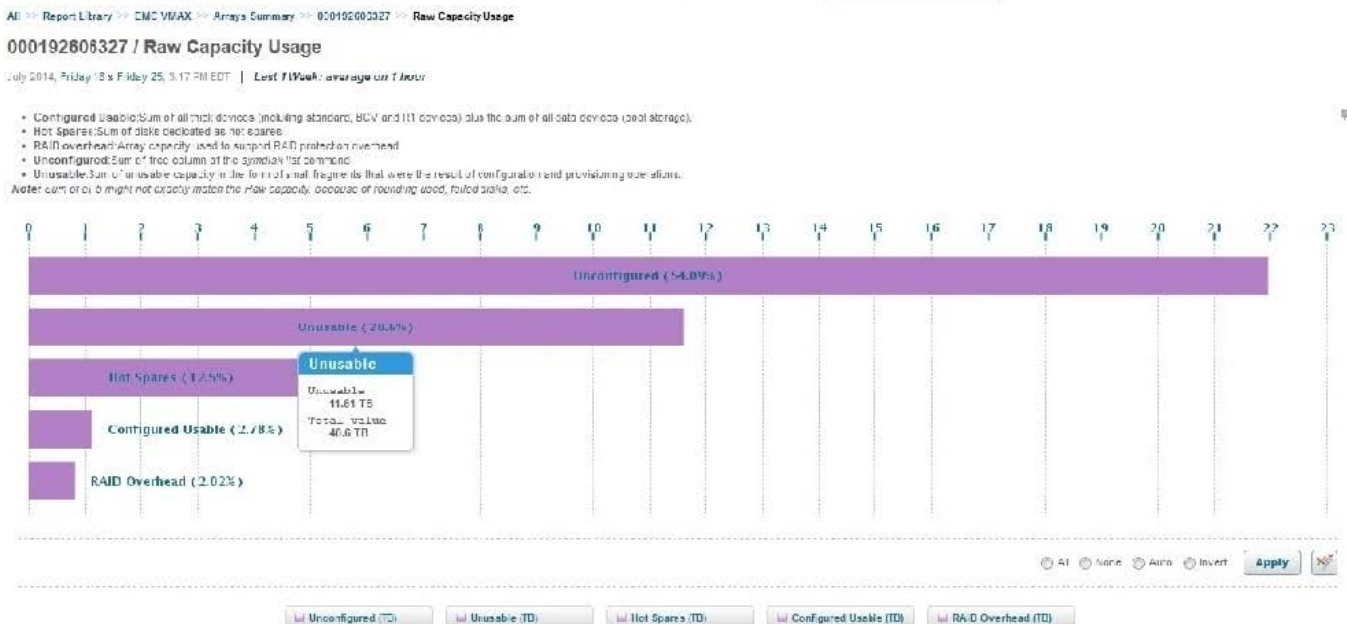 All >> Report Library >> EMC VMAX >> Arrays Summary >> 000192606327 >> Raw Capacity Usage
000192606327 / Raw Capacity Usage
July 2014, Friday 18 x Friday 25, 3:17 PM EDT | Last 1 Week: average on 1 hour
Configured Usable:Sum of all thick devices (including standard, BCV and R1 devices) plus the sum of all data devices (pool storage).
Hot Spares:Sum of disks dedicated as hot spares
RAID overhead:Array capacity used to support RAID protection overhead
Unconfigured:Sum of free column of the symdisk list command
Unusable:Sum of unusable capacity in the form of small fragments that were the result of configuration and provisioning operations.
Note: Sum of all 5 might not exactly match the Raw capacity, because of rounding used, failed disks, etc.
0 1 2 3 4 5 6 7 8 9 10 11 12 13 14 15 16 17 18 19 20 21 22 23
Unconfigured (54.09%)
Unusable (28.6%)
Unusable
Hot Spares (12.5%)
Unusable
11.61 TB
Total value
40.6 TB
Configured Usable (2.78%)
RAID Overhead (2.02%)
All None Auto Invert Apply
Unconfigured (TB) Unusable (TB) Hot Spares (TB) Configured Usable (TB) RAID Overhead (TB)